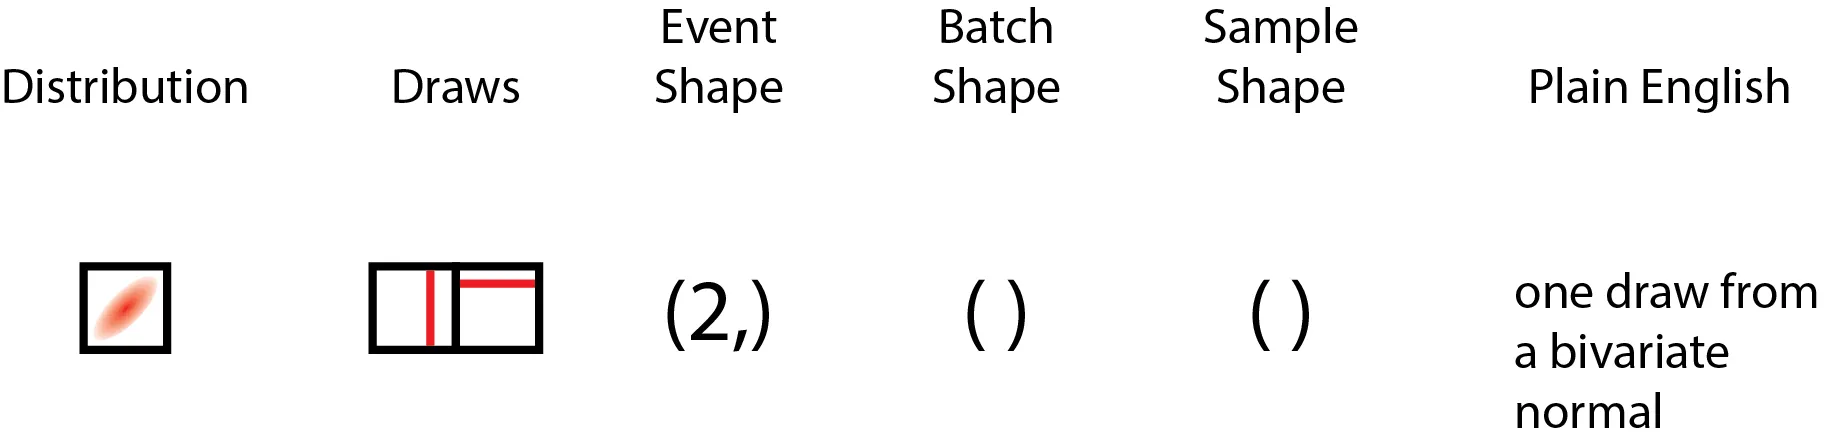 Distribution
Draws
Event
Shape
Batch
Shape
Sample
Shape
Plain English
(2,)
( )
( )
one draw from
a bivariate
normal